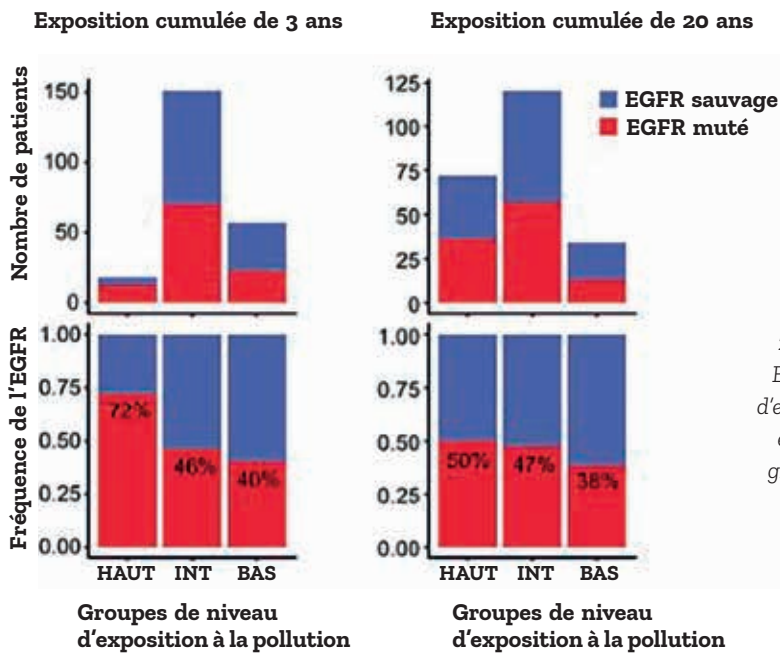 Exposition cumulée de 3 ans
Exposition cumulée de 20 ans
Nombre de patients
150
100
50
0
125
100
75
50
25
0
EGFR sauvage
EGFR muté
Fréquence de l'EGFR
1.00
0.75
0.50
0.25
0.00
72%
46%
40%
1.00
0.75
0.50
0.25
0.00
50%
47%
38%
HAUT INT BAS
HAUT INT BAS
Groupes de niveau
d'exposition à la pollution
Groupes de niveau
d'exposition à la pollution
d'e
g